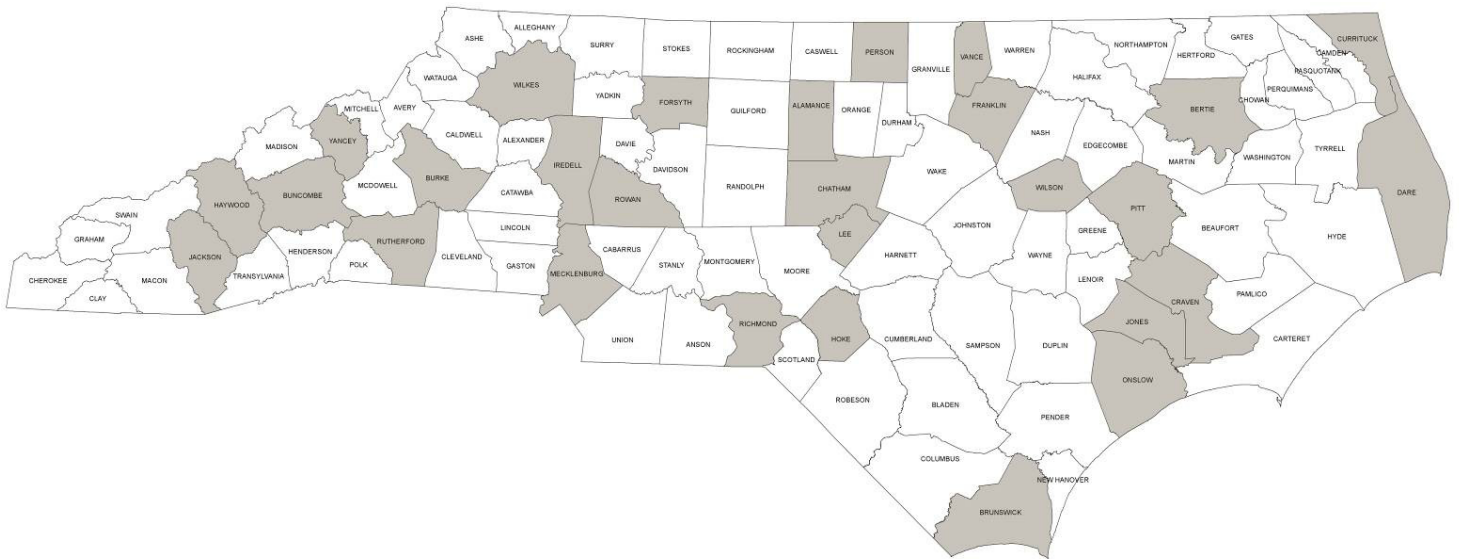 ALLEGHANY
ASHE
SURRY
STOKES
ROCKINGHAM
CASWELL
PERSON
GRANVILLE
VANCE
WARREN
NORTHAMPTON
HERTFORD
GATES
CURRITUCK
CAMDEN
PASQUOTANK
PERQUIMANS
CHOWAN
HALIFAX
BERTIE
WATAUGA
WILKES
YADKIN
FORSYTH
GUILFORD
ALAMANCE
ORANGE
DURHAM
FRANKLIN
NASH
EDGECOMBE
MARTIN
WASHINGTON
TYRRELL
DARE
MITCHELL
AVERY
YANCEY
MADISON
CALDWELL
ALEXANDER
DAVIE
IREDELL
DAVIDSON
RANDOLPH
CHATHAM
WAKE
WILSON
PITT
BEAUFORT
HYDE
BURKE
MCDOWELL
BUNCOMBE
HAYWOOD
SWAIN
GRAHAM
CATAWBA
ROWAN
LINCOLN
JOHNSTON
GREENE
LEE
HARNETT
WAYNE
LENOIR
CRAVEN
PAMLICO
RUTHERFORD
CLEVELAND
GASTON
HENDERSON
POLK
TRANSYLVANIA
JACKSON
MACON
CHEROKEE
CLAY
MECKLENBURG
CABARRUS
STANLY
MONTGOMERY
MOORE
RICHMOND
HOKE
CUMBERLAND
SAMPSON
DUPLIN
JONES
CARTERET
UNION
ANSON
SCOTLAND
ONSLOW
ROBESON
BLADEN
PENDER
COLUMBUS
NEW HANOVER
BRUNSWICK